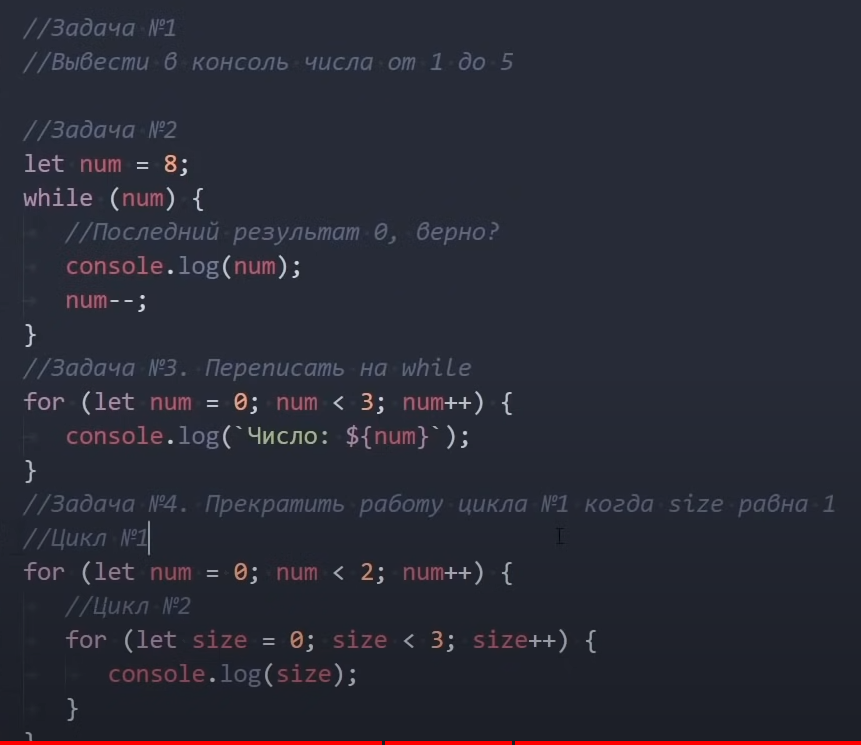 //Задача №1
//Вывести в консоль числа от 1 до 5
//Задача №2
let num = 8;
while (num) {
//Последний результат 0, верно?
console.log(num);
num--;
}
//Задача №3. Переписать на while
for (let num = 0; num < 3; num++) {
console.log(`Число: ${num}`);
}
//Задача №4. Прекратить работу цикла №1 когда size равна 1
//Цикл №1
for (let num = 0; num < 2; num++) {
//Цикл №2
for (let size = 0; size < 3; size++) {
console.log(size);
}
}